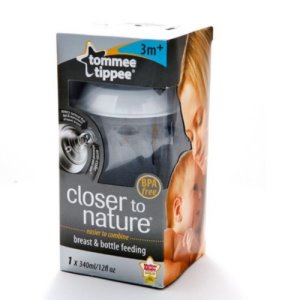 tommee
tippee
3m+
BPA
free
closer to
nature
easier to combine
breast & bottle feeding
1 x 340ml/12fl oz